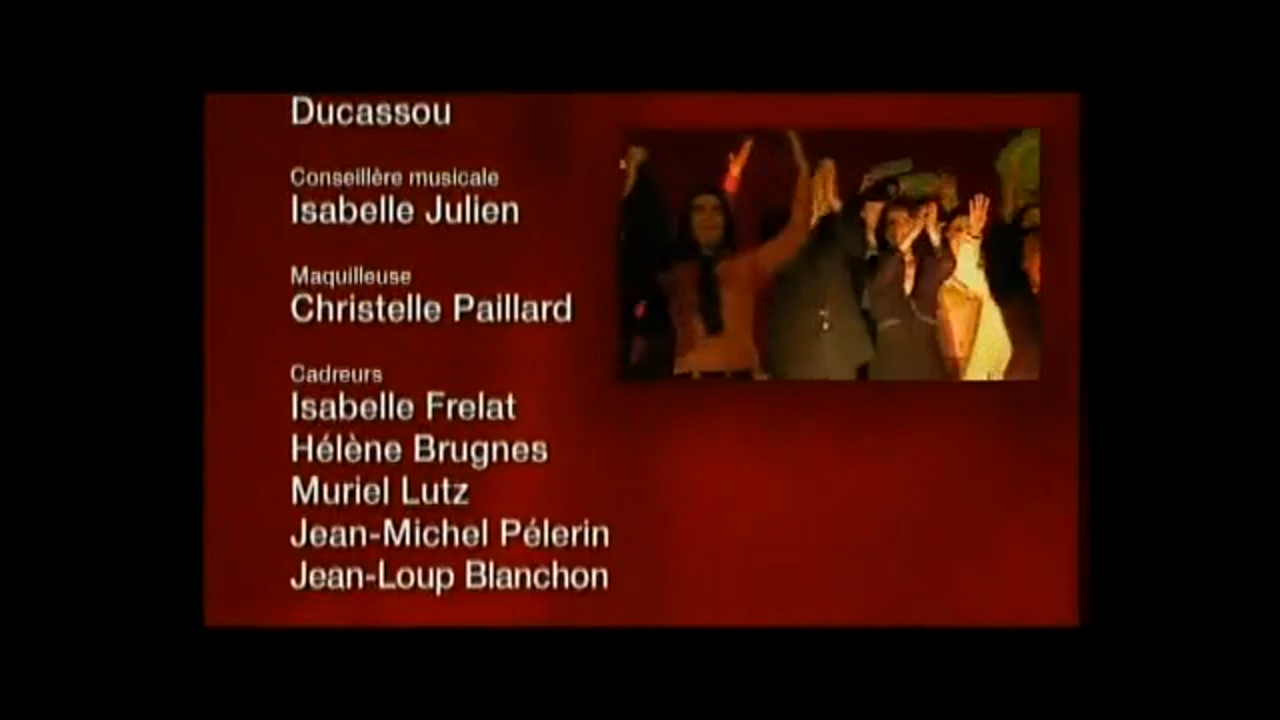 Ducassou
Conseillère musicale
Isabelle Julien
Maquilleuse
Christelle Paillard
Cadreurs
Isabelle Frelat
Hélène Brugnes
Muriel Lutz
Jean-Michel Pélerin
Jean-Loup Blanchon